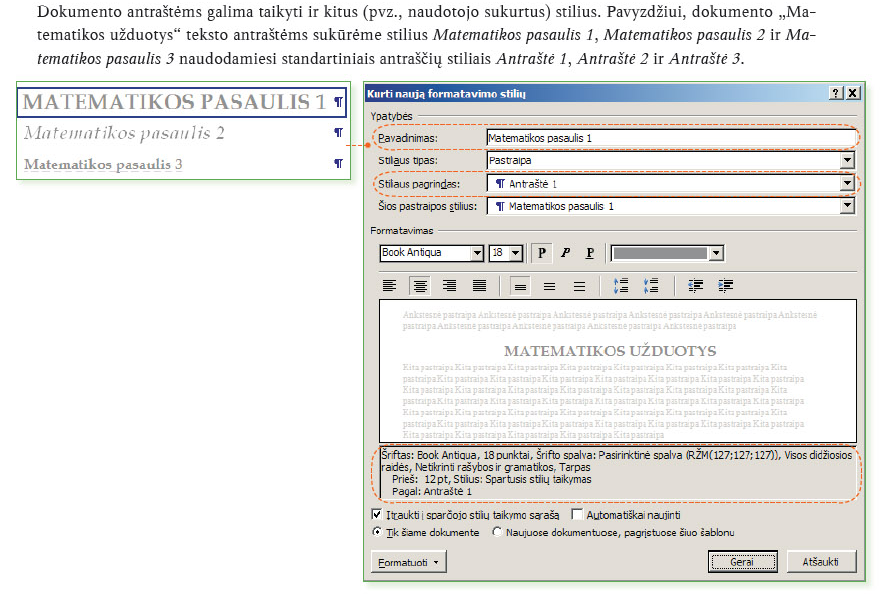 Dokumento antraštėms galima taikyti ir kitus (pvz., naudotojo sukurtus) stilius. Pavyzdžiui, dokumento „Ma-
tematikos užduotys“ teksto antraštėms sukūrėme stilius Matematikos pasaulis 1, Matematikos pasaulis 2 ir Ma-
tematikos pasaulis 3 naudodamiesi standartiniais antraščių stiliais Antraštė 1, Antraštė 2 ir Antraštė 3.
MATEMATIKOS PASAULIS 1 ¶
Matematikos pasaulis 2 ¶
Matematikos pasaulis 3 ¶
Kurti naują formatavimo stilių
Ypatybės
Pavadinimas: Matematikos pasaulis 1
Stiliaus tipas: Pastraipa
Stiliaus pagrindas: ¶ Antraštė 1
Šios pastraipos stilius: ¶ Matematikos pasaulis 1
Formatavimas
Book Antiqua 18 P P P
Ankstesnė pastraipa Ankstesnė pastraipa Ankstesnė pastraipa Ankstesnė pastraipa Ankstesnė pastraipa Ankstesnė
pastraipa Ankstesnė pastraipa Ankstesnė pastraipa Ankstesnė pastraipa Ankstesnė pastraipa
MATEMATIKOS UŽDUOTYS
Kita pastraipa Kita pastraipa Kita pastraipa Kita pastraipa Kita pastraipa Kita pastraipa Kita pastraipa Kita
pastraipa Kita pastraipa Kita pastraipa Kita pastraipa Kita pastraipa Kita pastraipa Kita pastraipa Kita pastraipa
Kita pastraipa Kita pastraipa Kita pastraipa Kita pastraipa Kita pastraipa Kita pastraipa Kita pastraipa Kita
pastraipa Kita pastraipa Kita pastraipa Kita pastraipa Kita pastraipa Kita pastraipa Kita pastraipa Kita pastraipa
Kita pastraipa Kita pastraipa Kita pastraipa Kita pastraipa Kita pastraipa Kita pastraipa Kita pastraipa Kita
pastraipa Kita pastraipa Kita pastraipa Kita pastraipa Kita pastraipa Kita pastraipa Kita pastraipa Kita pastraipa
Kita pastraipa Kita pastraipa Kita pastraipa Kita pastraipa Kita pastraipa
Šriftas: Book Antiqua, 18 punktai, Šrifto spalva: Pasirinktinė spalva (RŽM(127;127;127)), Visos didžiosios
raidės, Netikrinti rašybos ir gramatikos, Tarpas
Prieš: 12 pt, Stilius: Spartusis stilių taikymas
Pagal: Antraštė 1
Įtraukti į sparčiojo stilių taikymo sąrašą Automatiškai naujinti
Tik šiame dokumente Naujuose dokumentuose, pagrįstuose šiuo šablonu
Formatuoti Gerai Atšaukti